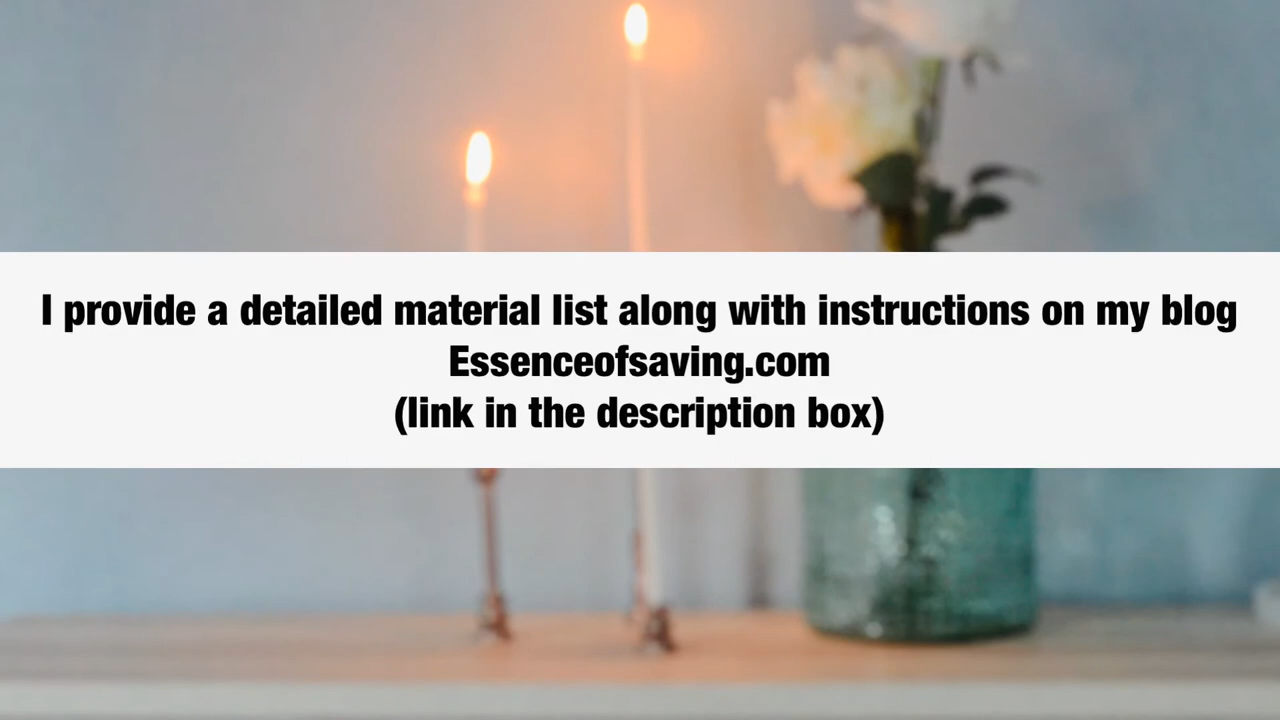 I provide a detailed material list along with instructions on my blog
Essenceofsaving.com
(link in the description box)